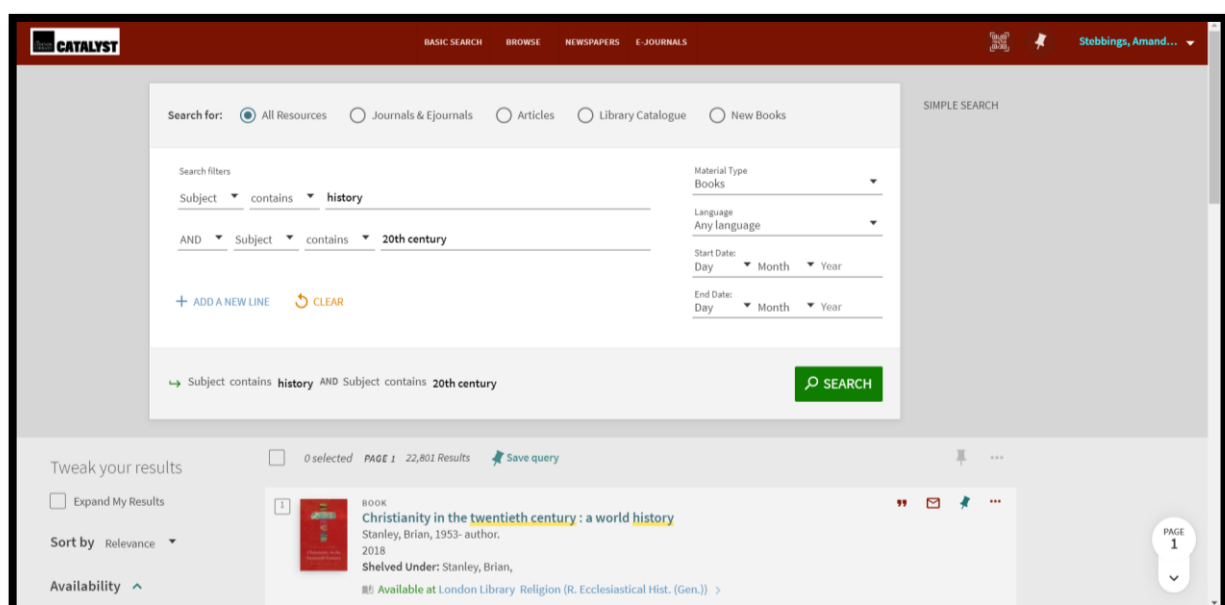 CATALYST
BASIC SEARCH BROWSE NEWSPAPERS E-JOURNALS
Stebbings, Amand...
Search for: All Resources Journals & Ejournals Articles Library Catalogue New Books
SIMPLE SEARCH
Search filters
Subject contains history
AND Subject contains 20th century
Material Type
Books
Language
Any language
Start Date:
Day Month Year
End Date:
Day Month Year
+ ADD A NEW LINE CLEAR
Subject contains history AND Subject contains 20th century
SEARCH
Tweak your results
0 selected PAGE 1 22,801 Results Save query
Expand My Results
Sort by Relevance
Availability
1
BOOK
Christianity in the twentieth century : a world history
Stanley, Brian, 1953- author.
2018
Shelved Under: Stanley, Brian,
Available at London Library Religion (R. Ecclesiastical Hist. (Gen.)) >
PAGE
1